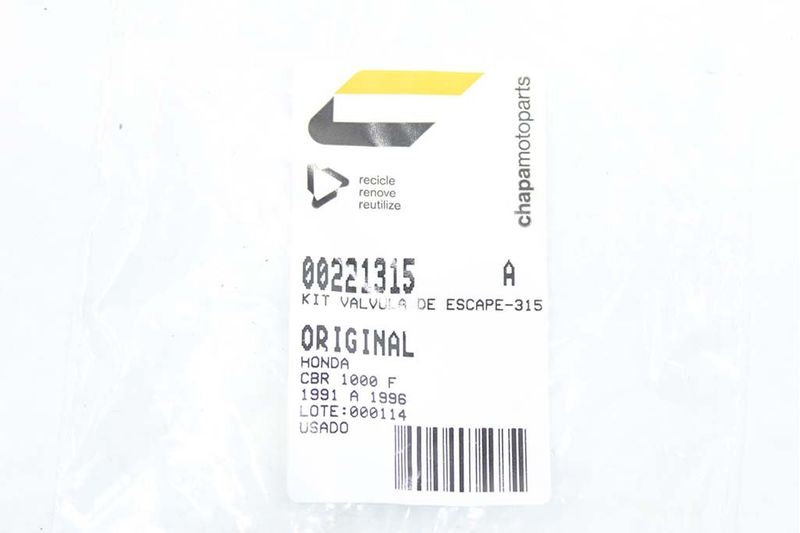 chapamotoparts
recicle
renove
reutilize
00221315 A
KIT VALVULA DE ESCAPE-315
ORIGINAL
HONDA
CBR 1000 F
1991 A 1996
LOTE:000114
USADO